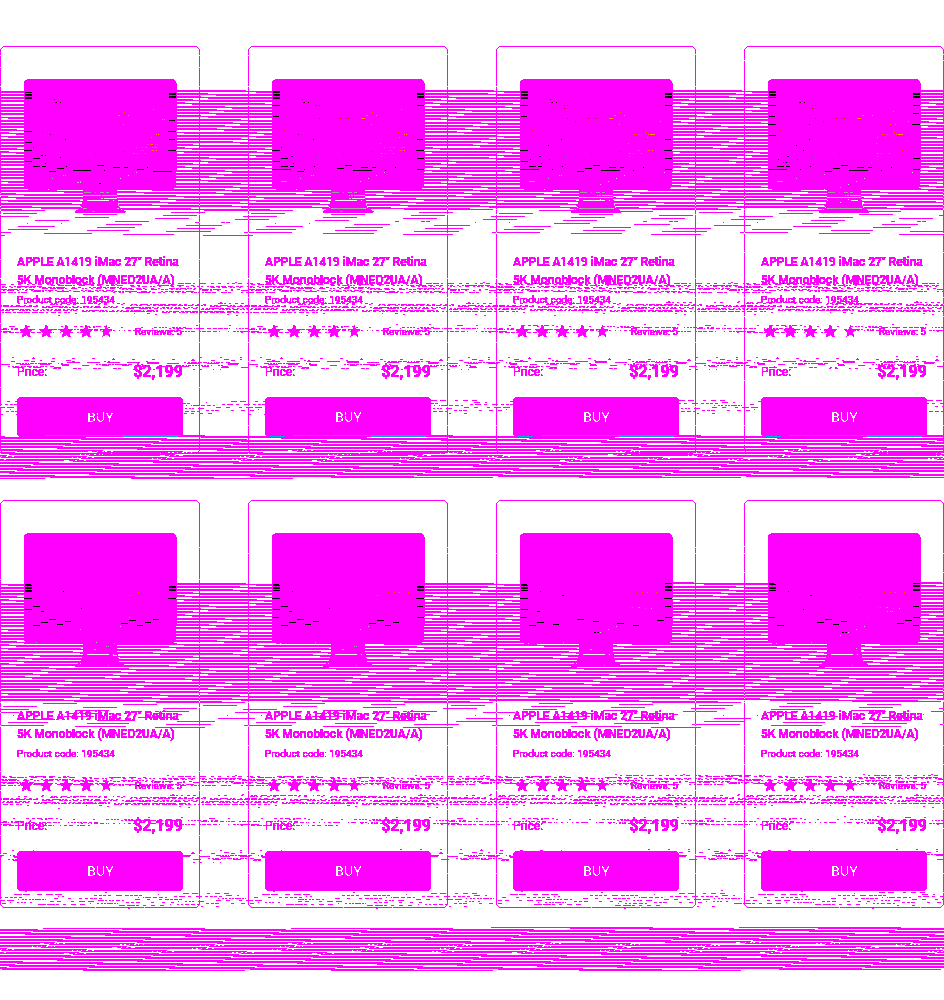 APPLE A1419 iMac 27" Retina
5K Monoblock (MNED2UA/A)
Product code: 195434
Reviews: 5
Price: $2,199
BUY
APPLE A1419 iMac 27" Retina
5K Monoblock (MNED2UA/A)
Product code: 195434
Reviews: 5
Price: $2,199
BUY
APPLE A1419 iMac 27" Retina
5K Monoblock (MNED2UA/A)
Product code: 195434
Reviews: 5
Price: $2,199
BUY
APPLE A1419 iMac 27" Retina
5K Monoblock (MNED2UA/A)
Product code: 195434
Reviews: 5
Price: $2,199
BUY
APPLE A1419 iMac 27" Retina
5K Monoblock (MNED2UA/A)
Product code: 195434
Reviews: 5
Price: $2,199
BUY
APPLE A1419 iMac 27" Retina
5K Monoblock (MNED2UA/A)
Product code: 195434
Reviews: 5
Price: $2,199
BUY
APPLE A1419 iMac 27" Retina
5K Monoblock (MNED2UA/A)
Product code: 195434
Reviews: 5
Price: $2,199
BUY
APPLE A1419 iMac 27" Retina
5K Monoblock (MNED2UA/A)
Product code: 195434
Reviews: 5
Price: $2,199
BUY